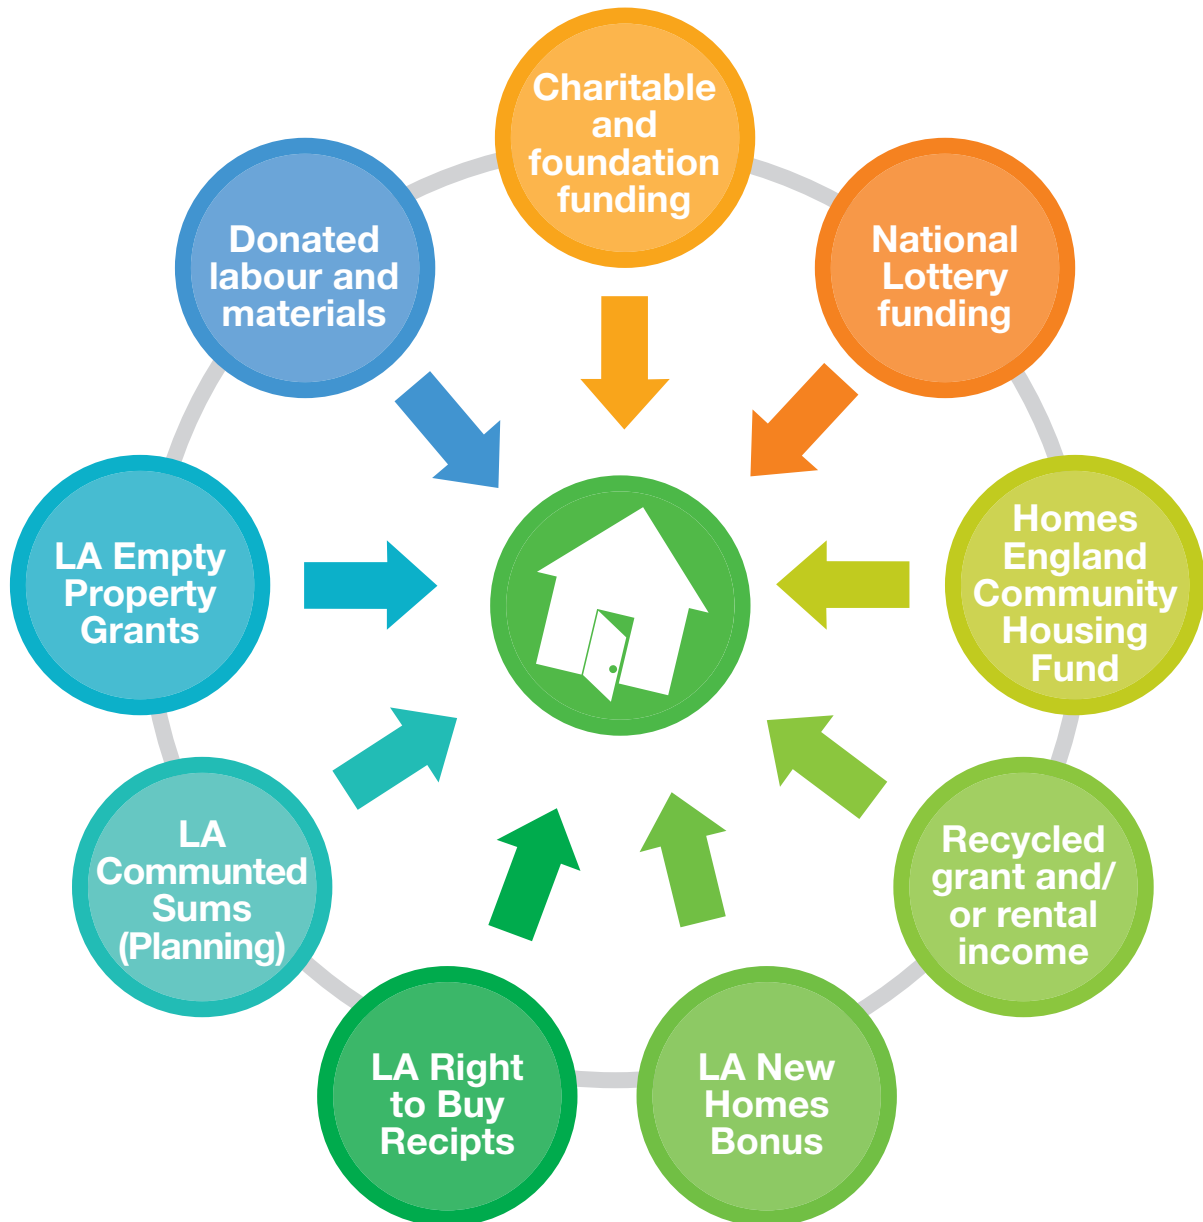 Charitable
and
foundation
funding
National
Lottery
funding
Homes
England
Community
Housing
Fund
Recycled
grant and/
or rental
income
LA New
Homes
Bonus
LA Right
to Buy
Recipts
LA
Communted
Sums
(Planning)
LA Empty
Property
Grants
Donated
labour and
materials